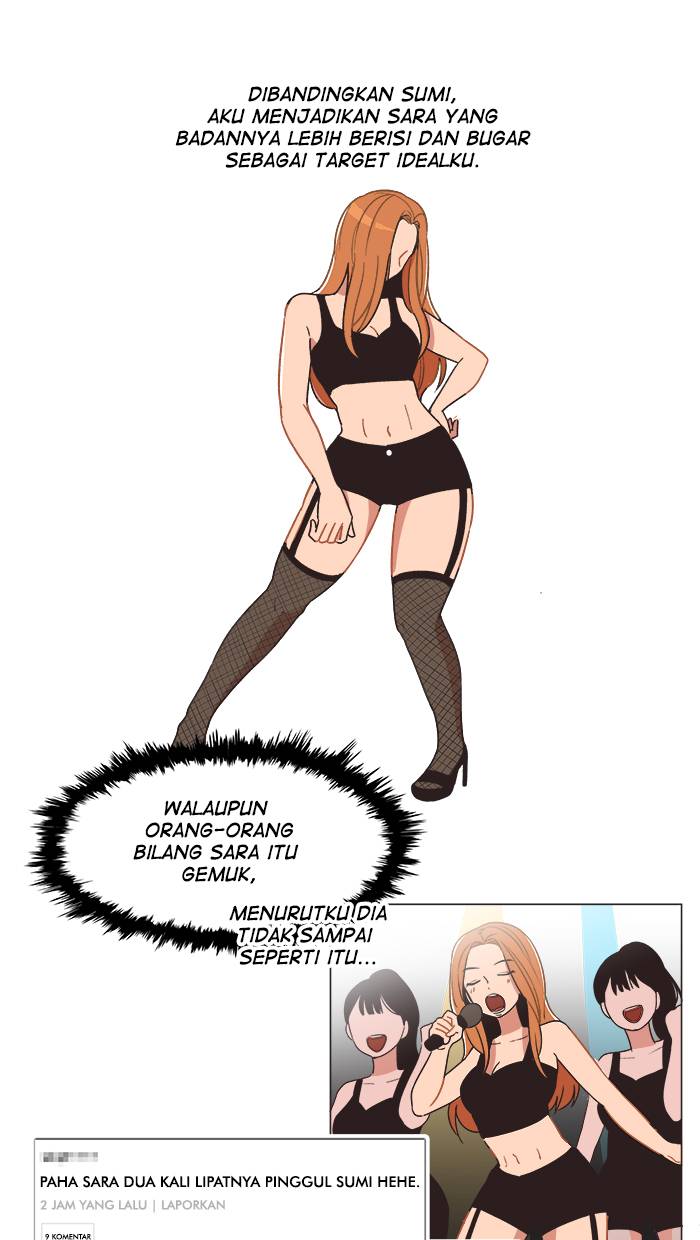 DIBANDINGKAN SUMI,
AKU MENJADIKAN SARA YANG
BADANNYA LEBIH BERISI DAN BUGAR
SEBAGAI TARGET IDEALKU.
WALAUPUN
ORANG-ORANG
BILANG SARA ITU
GEMUK,
MENURUTKU DIA
TIDAK SAMPAI
SEPERTI ITU...
PAHA SARA DUA KALI LIPATNYA PINGGUL SUMI HEHE.
2 JAM YANG LALU | LAPORKAN
9 KOMENTAR